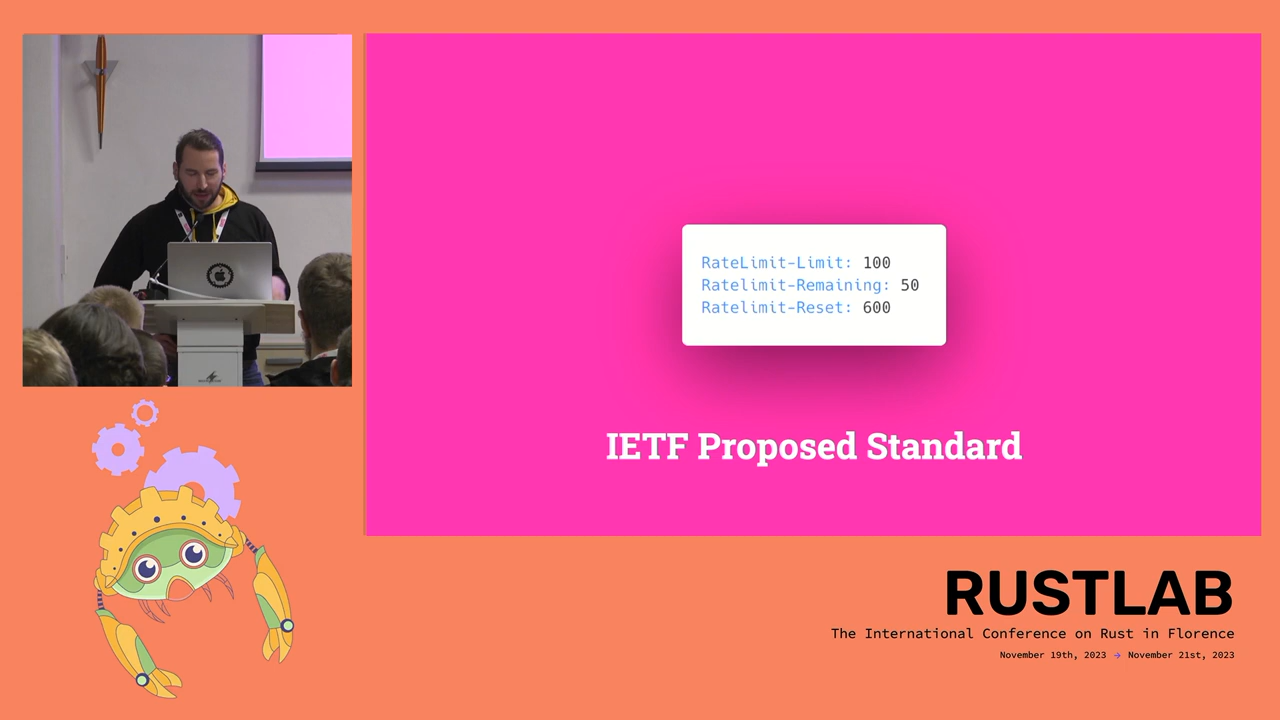 RateLimit-Limit: 100
Ratelimit-Remaining: 50
Ratelimit-Reset: 600
IETF Proposed Standard
RUSTLAB
The International Conference on Rust in Florence
November 19th, 2023 → November 21st, 2023